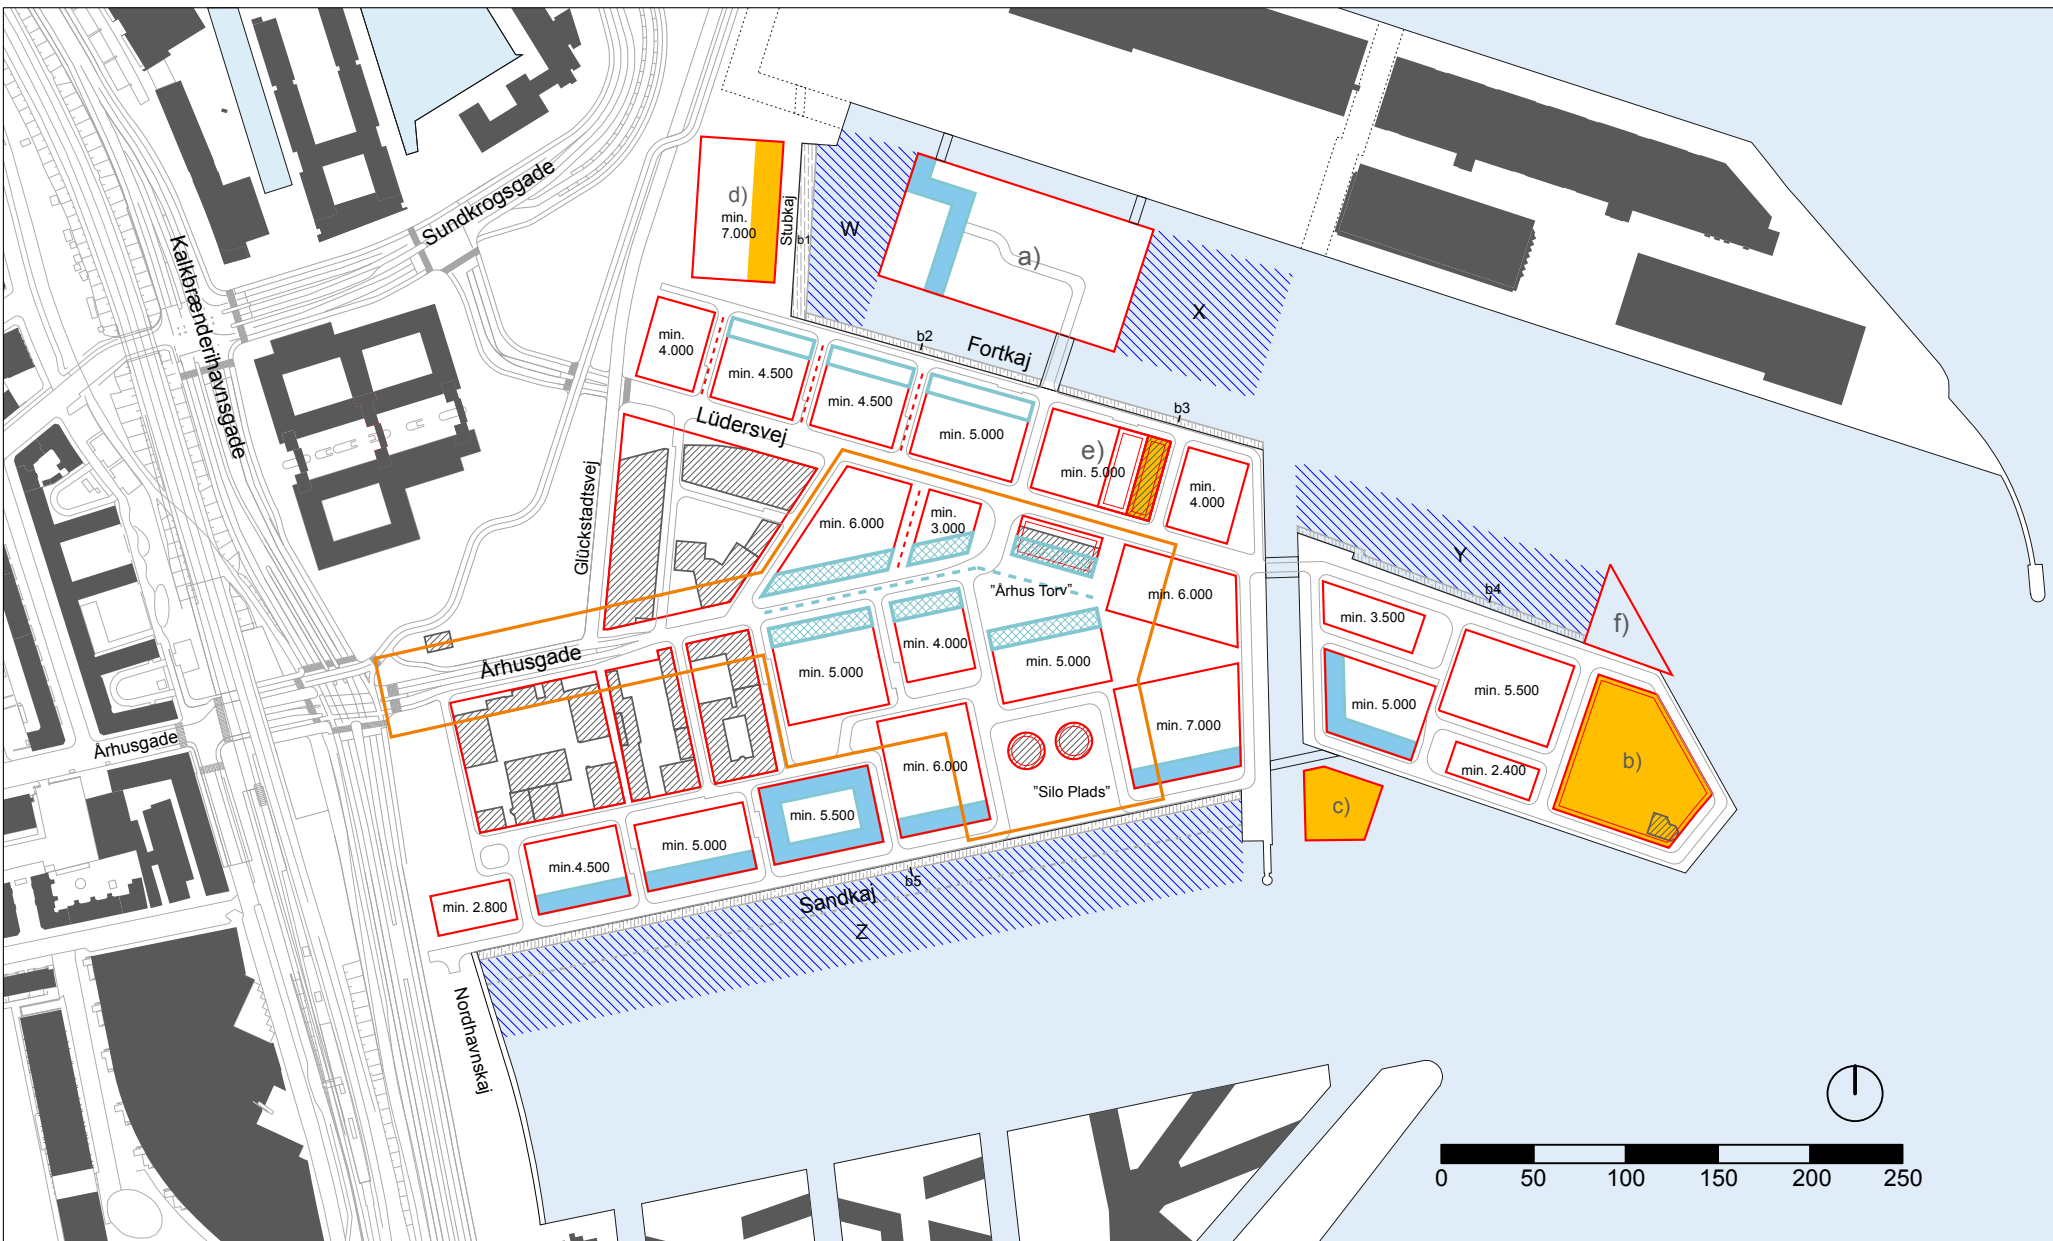 Sundkrogsgade
Kalkbrænderihavnsgade
d)
min.
7.000
Stubkaj
b1
W
a)
X
b2
Fortkaj
b3
min.
4.000
min. 4.500
min. 4.500
min. 5.000
e)
min. 5.000
min.
4.000
Lüdersvej
Glückstadtsvej
min. 6.000
min.
3.000
"Århus Torv"
min. 6.000
Y
b4
f)
min. 3.500
min. 5.000
min. 5.500
min. 2.400
b)
c)
Århusgade
Århusgade
min. 5.000
min. 4.000
min. 5.000
min. 7.000
min. 6.000
"Silo Plads"
min. 5.500
min. 5.000
min.4.500
min. 2.800
b5
Sandkaj
Z
Nordhavnskaj
0 50 100 150 200 250